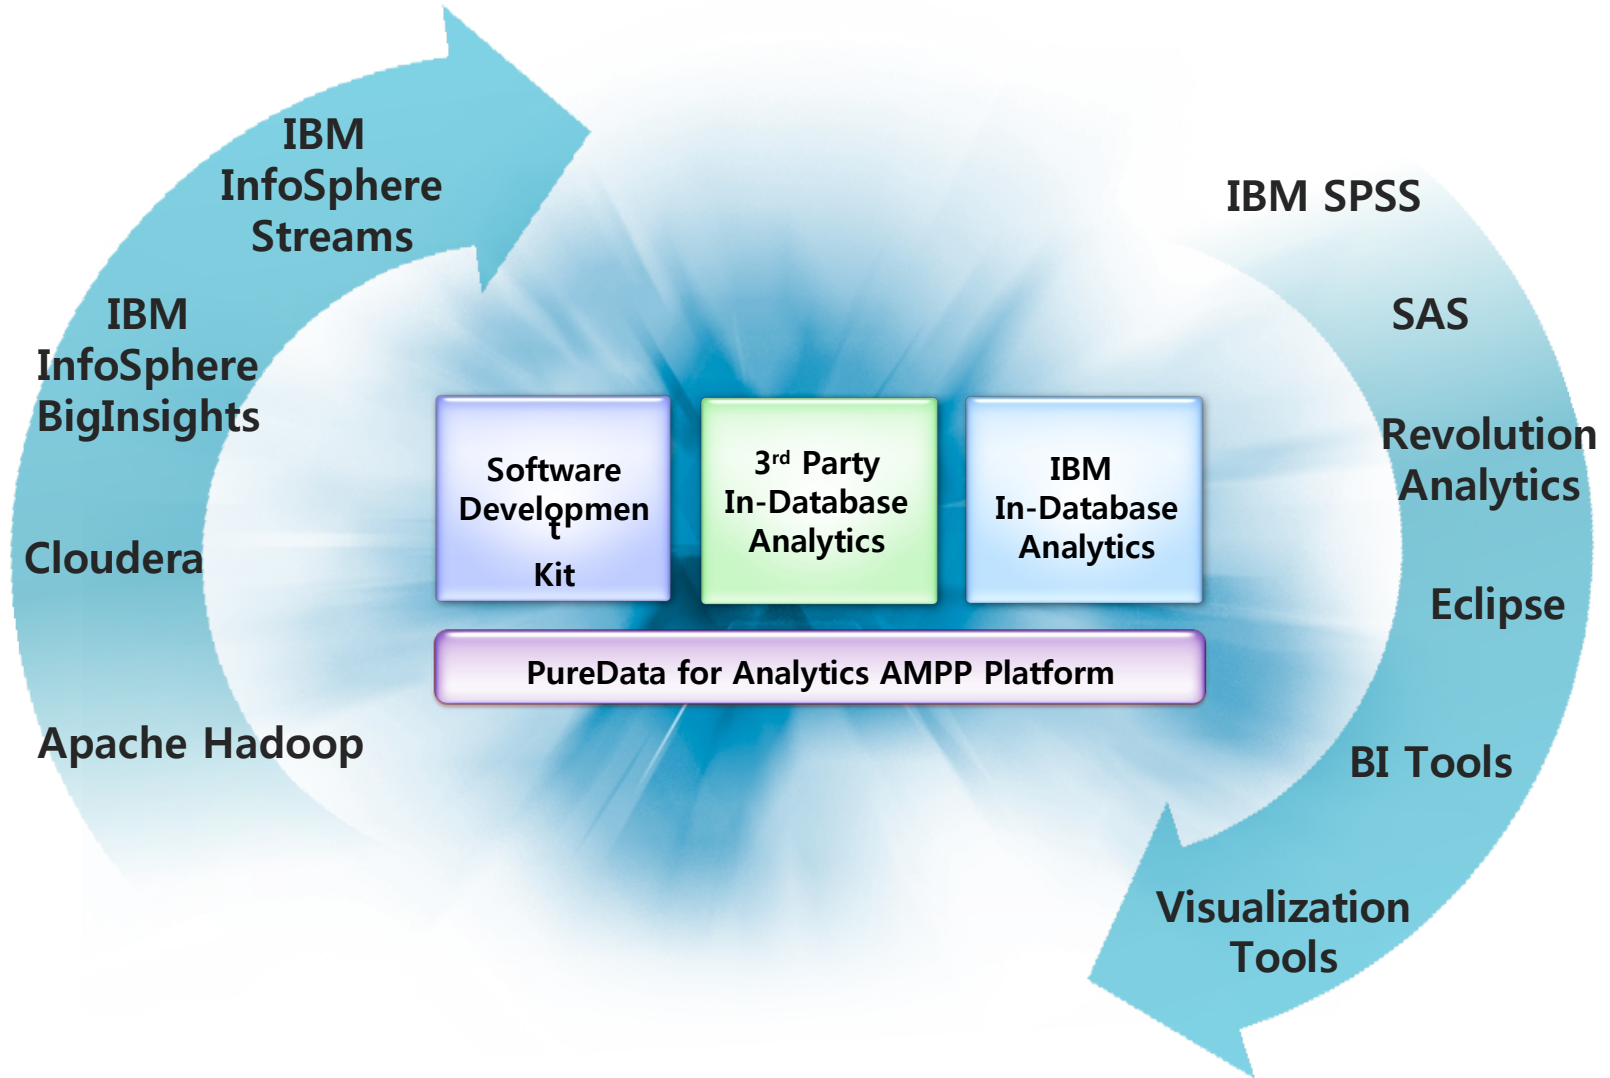 IBM
InfoSphere
Streams
IBM
InfoSphere
BigInsights
Cloudera
Apache Hadoop
Software
Developmen
t
Kit
3rd Party
In-Database
Analytics
IBM
In-Database
Analytics
PureData for Analytics AMPP Platform
IBM SPSS
SAS
Revolution
Analytics
Eclipse
BI Tools
Visualization
Tools